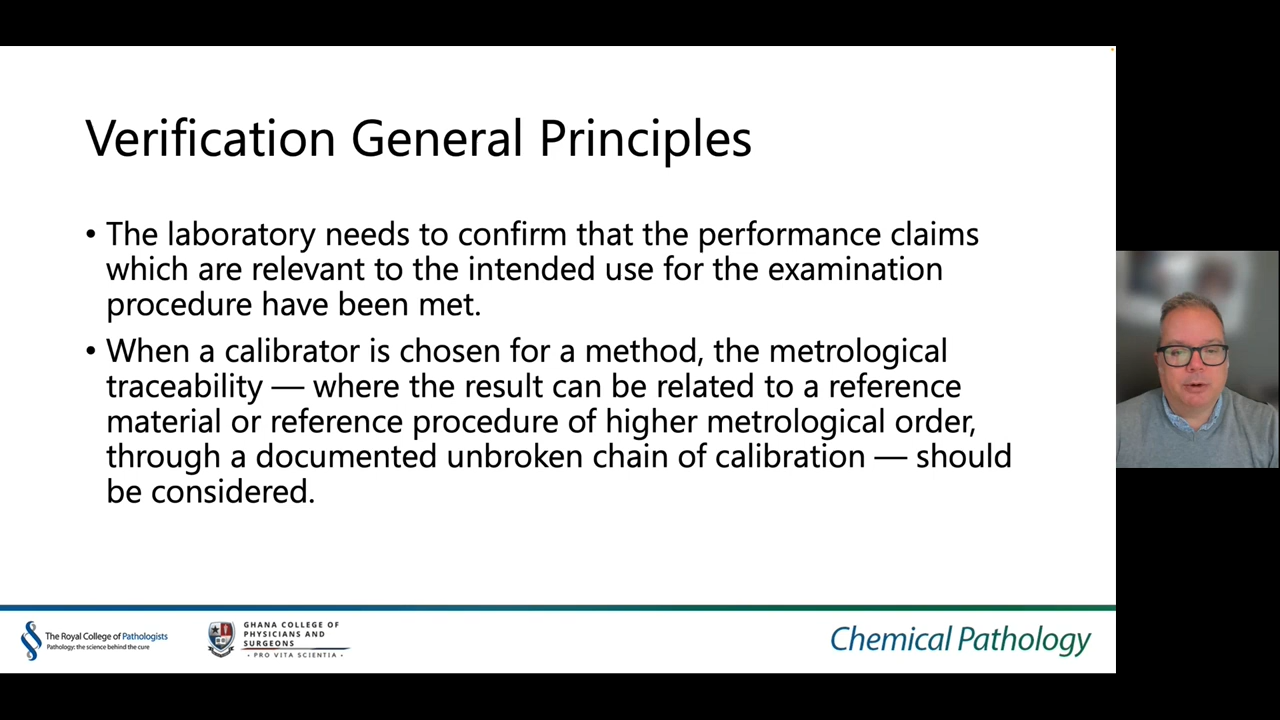 Verification General Principles
• The laboratory needs to confirm that the performance claims
which are relevant to the intended use for the examination
procedure have been met.
• When a calibrator is chosen for a method, the metrological
traceability — where the result can be related to a reference
material or reference procedure of higher metrological order,
through a documented unbroken chain of calibration — should
be considered.
The Royal College of Pathologists
Pathology: the science behind the cure
GHANA COLLEGE OF
PHYSICIANS AND
SURGEONS
• PRO VITA SCIENTIA •
Chemical Pathology